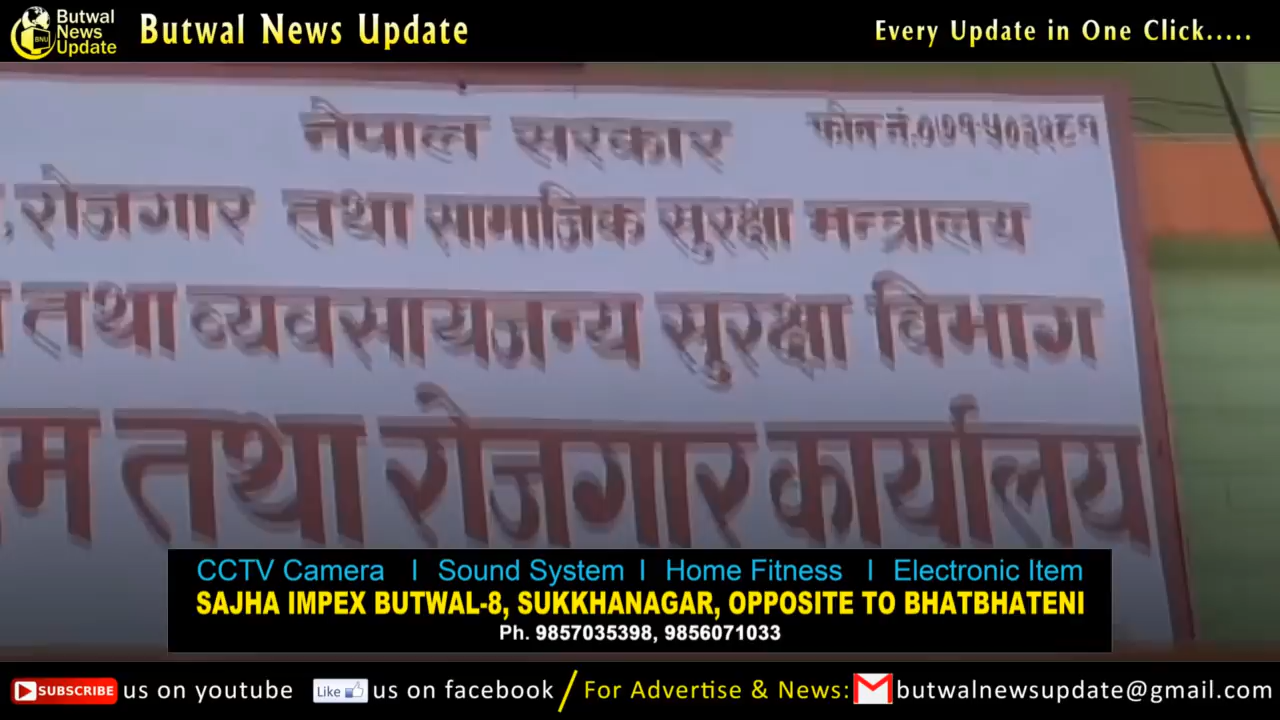 Butwal
News
Update
BNU
Butwal News Update
Every Update in One Click.....
नेपाल सरकार
फोन नं.०७१-५०३२८१
,रोजगार तथा सामाजिक सुरक्षा मन्त्रालय
तथा व्यवसायजन्य सुरक्षा विभाग
म तथा रोजगार कार्यालय
CCTV Camera I Sound System I Home Fitness I Electronic Item
SAJHA IMPEX BUTWAL-8, SUKKHANAGAR, OPPOSITE TO BHATBHATENI
Ph. 9857035398, 9856071033
SUBSCRIBE us on youtube Like us on facebook / For Advertise & News: butwalnewsupdate@gmail.com